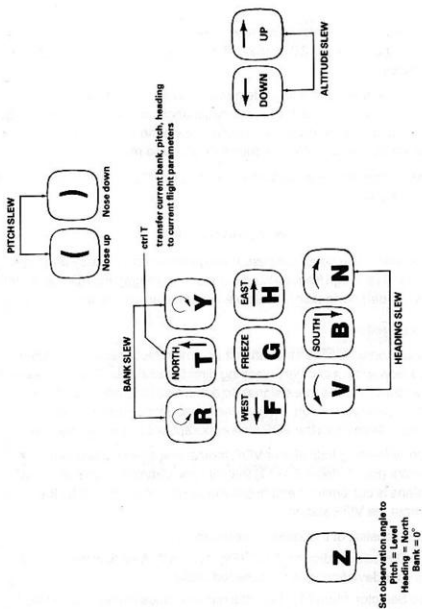 PITCH SLEW
(
)
Nose up
Nose down
ctrl T
transfer current bank, pitch, heading
to current flight parameters
BANK SLEW
R
NORTH
T
Y
WEST
F
FREEZE
G
EAST
H
V
SOUTH
B
N
HEADING SLEW
DOWN
UP
ALTITUDE SLEW
Z
Set observation angle to
Pitch = Level
Heading = North
Bank = 0°